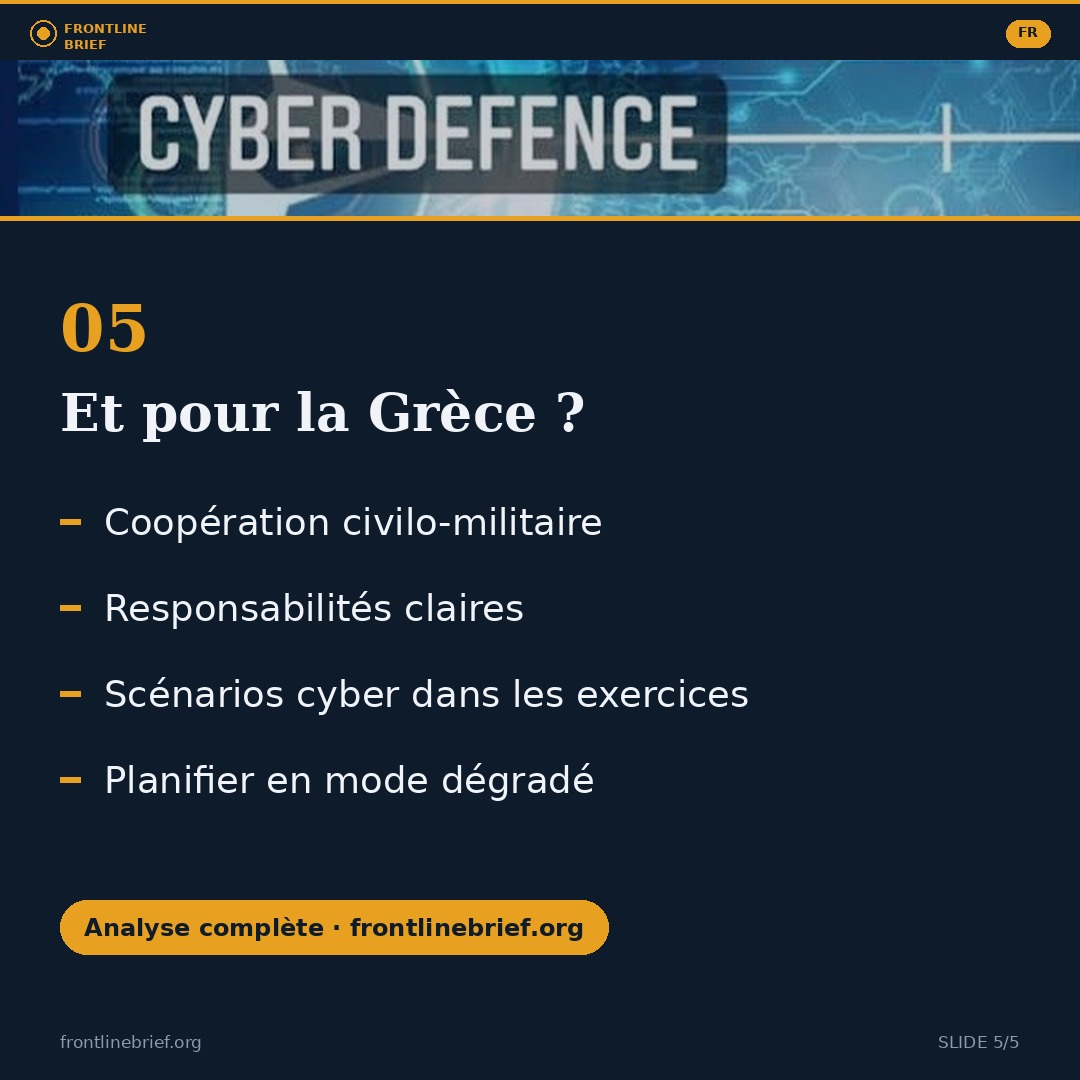 FRONTLINE
BRIEF
FR
CYBER DEFENCE
05
Et pour la Grèce ?
Coopération civilo-militaire
Responsabilités claires
Scénarios cyber dans les exercices
Planifier en mode dégradé
Analyse complète · frontlinebrief.org
frontlinebrief.org
SLIDE 5/5